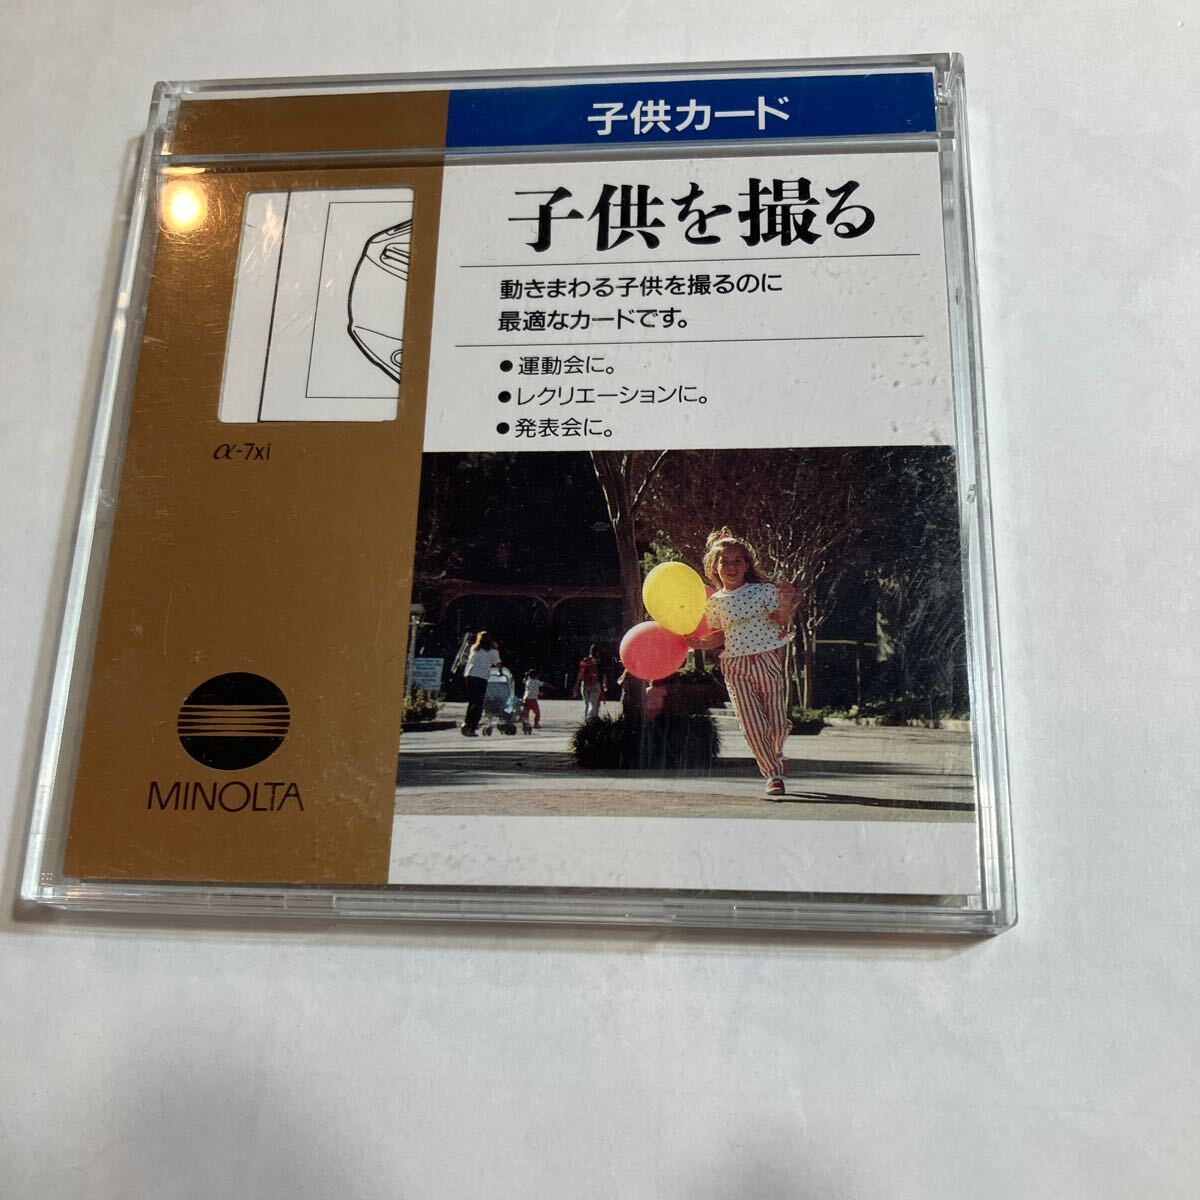 子供カード
子供を撮る
動きまわる子供を撮るのに
最適なカードです。
●運動会に。
●レクリエーションに。
●発表会に。
α-7xi
MINOLTA